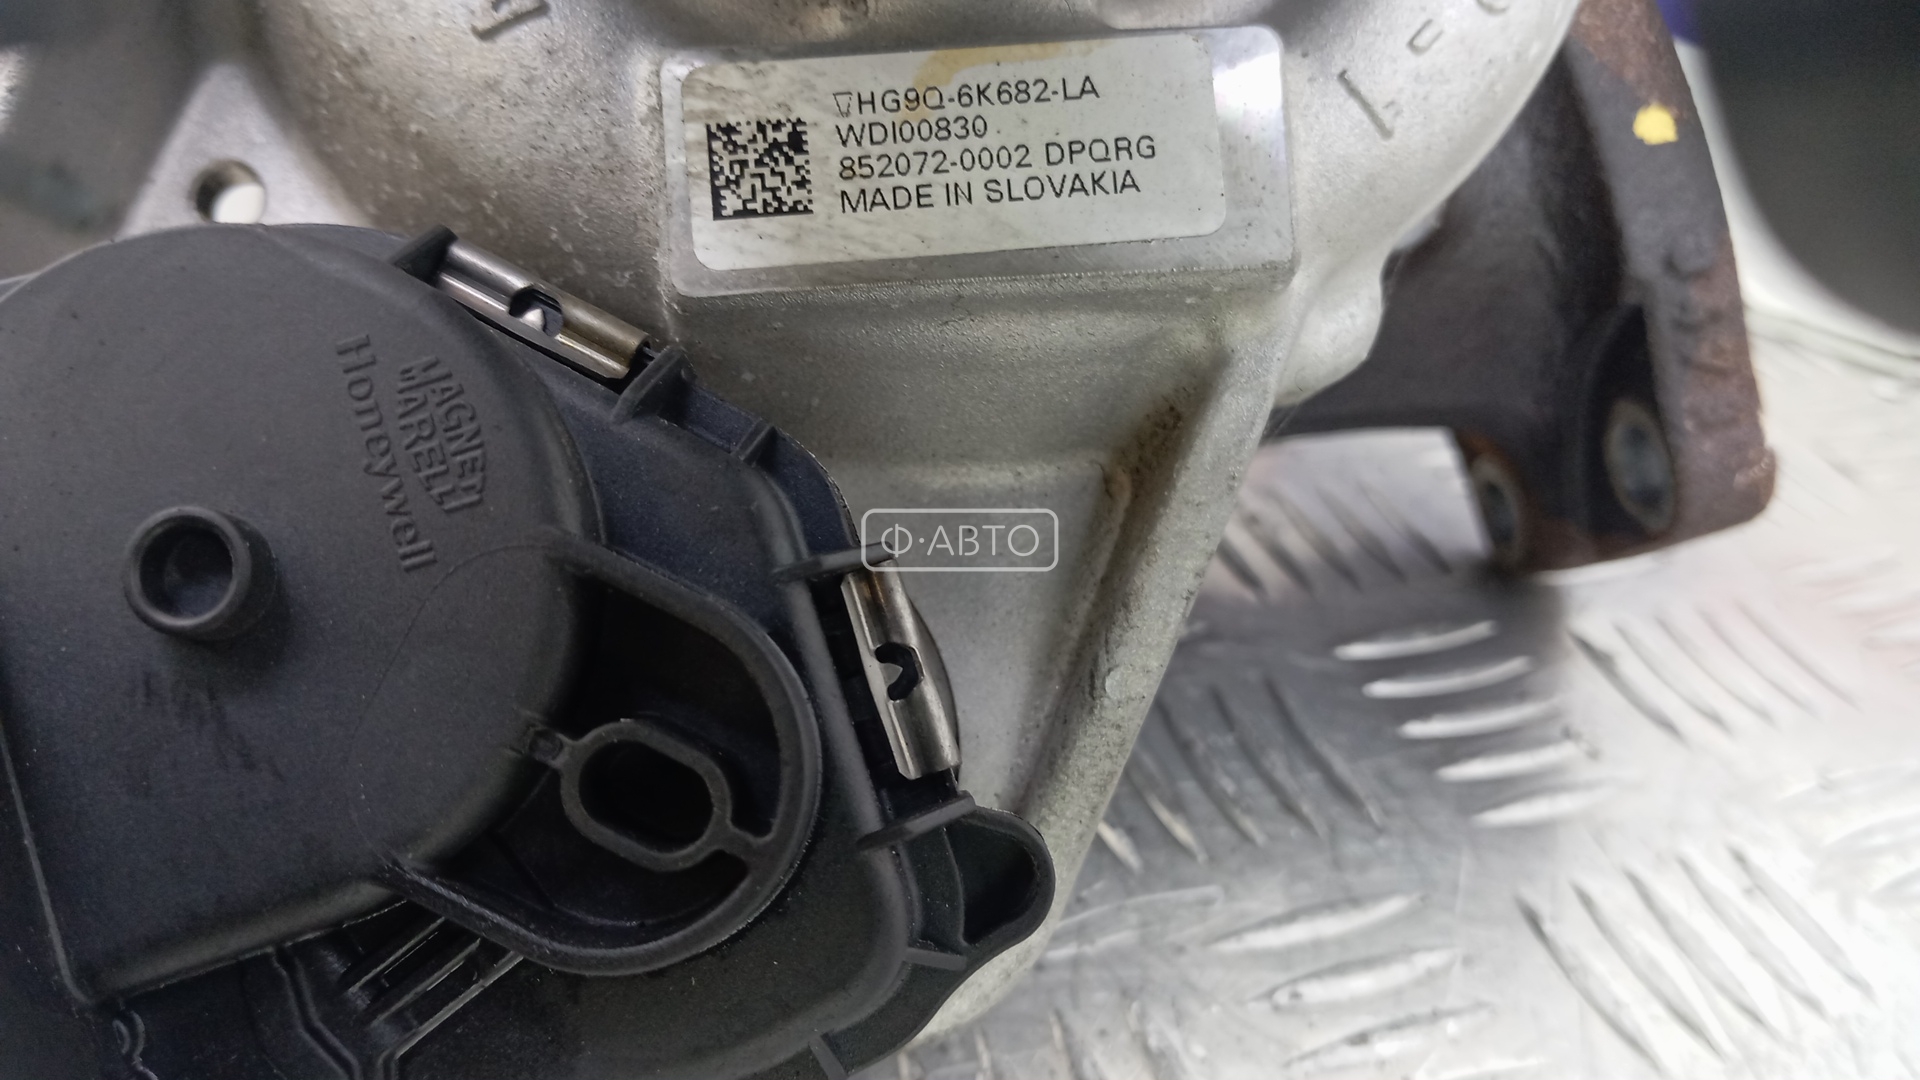 HG9Q-6K682-LA
WDI00830
852072-0002 DPQRG
MADE IN SLOVAKIA
MAGNETI
MARELLI
Honeywell
Ф·АВТО